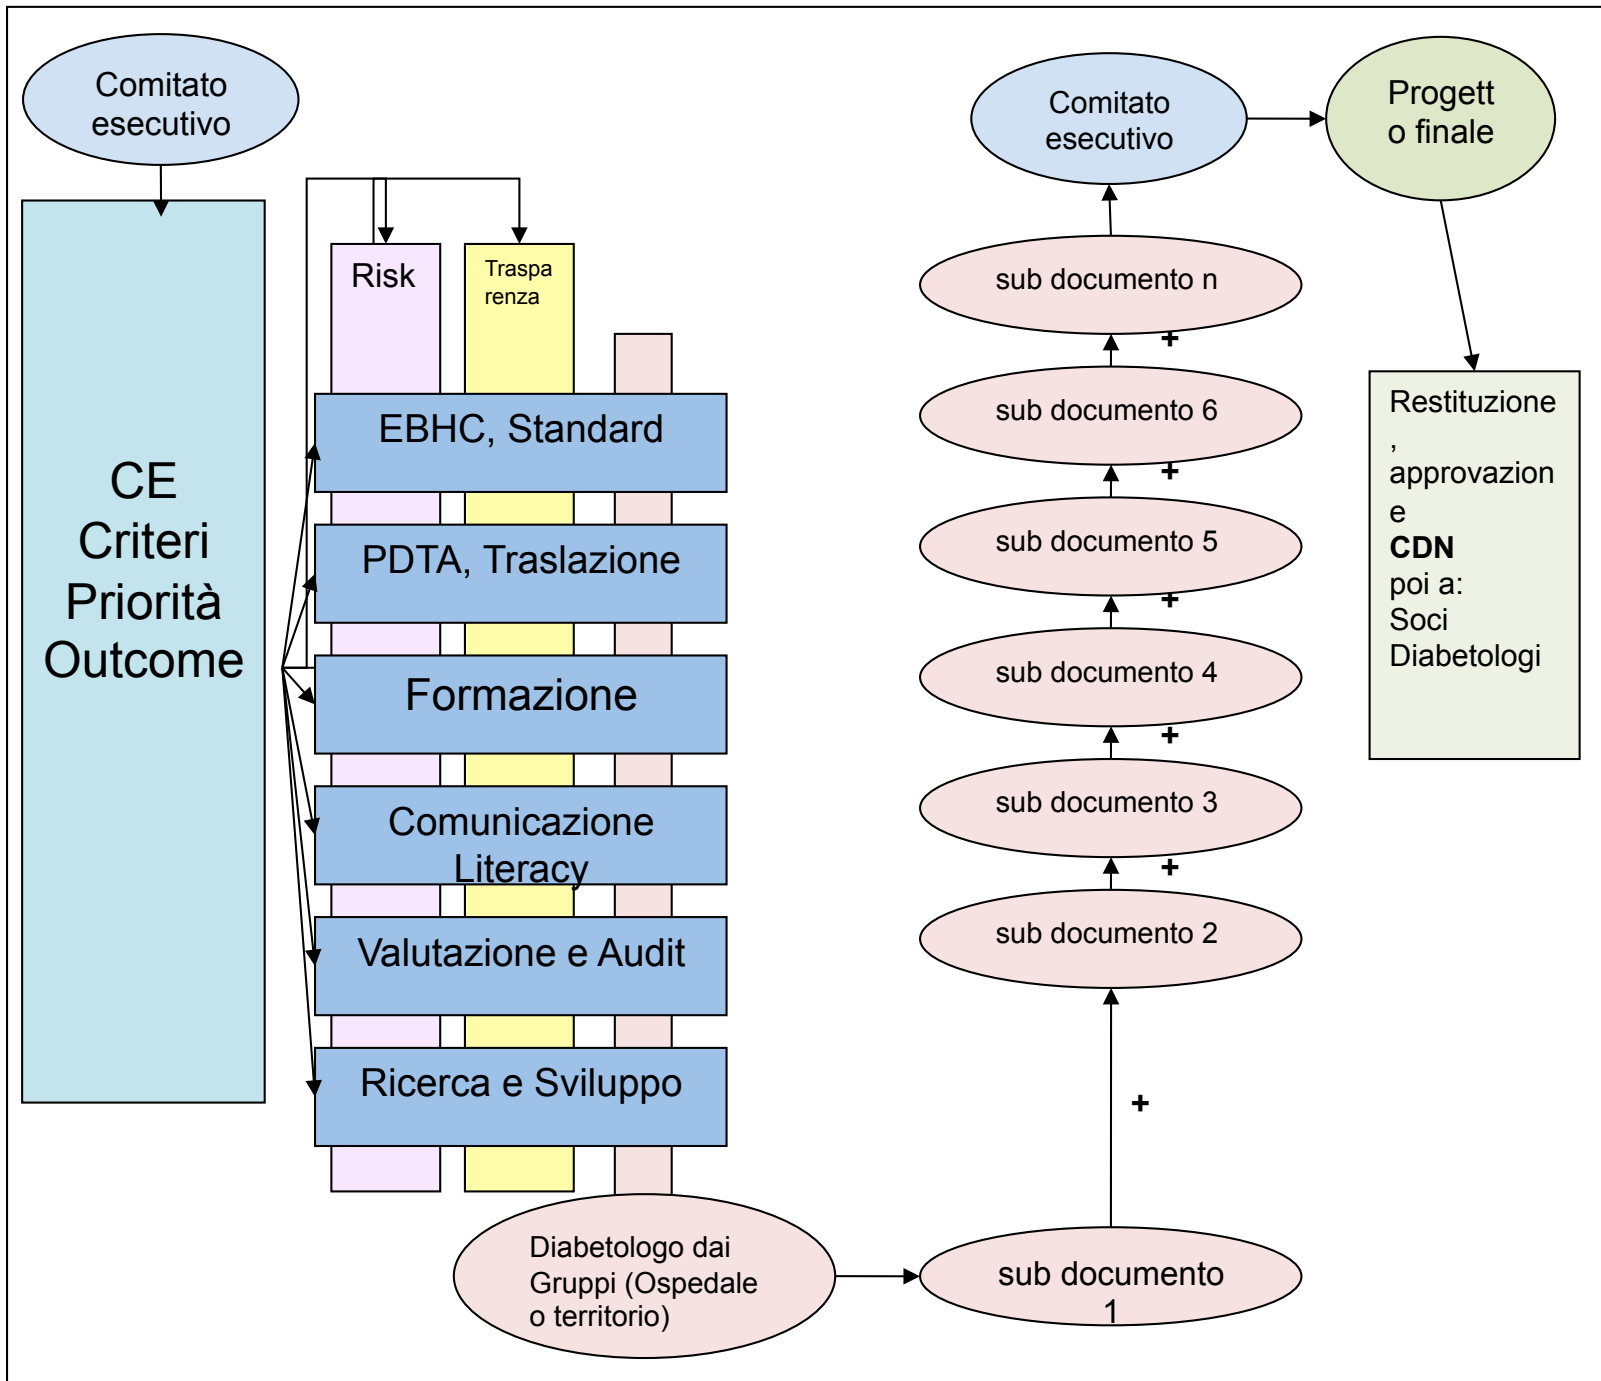 Comitato
esecutivo
CE
Criteri
Priorità
Outcome
Risk
Traspa
renza
EBHC, Standard
PDTA, Traslazione
Formazione
Comunicazione
Literacy
Valutazione e Audit
Ricerca e Sviluppo
Diabetologo dai
Gruppi (Ospedale
o territorio)
sub documento
1
+
sub documento 2
+
sub documento 3
+
sub documento 4
+
sub documento 5
+
sub documento 6
+
sub documento n
Comitato
esecutivo
Progett
o finale
Restituzione
,
approvazion
e
CDN
poi a:
Soci
Diabetologi